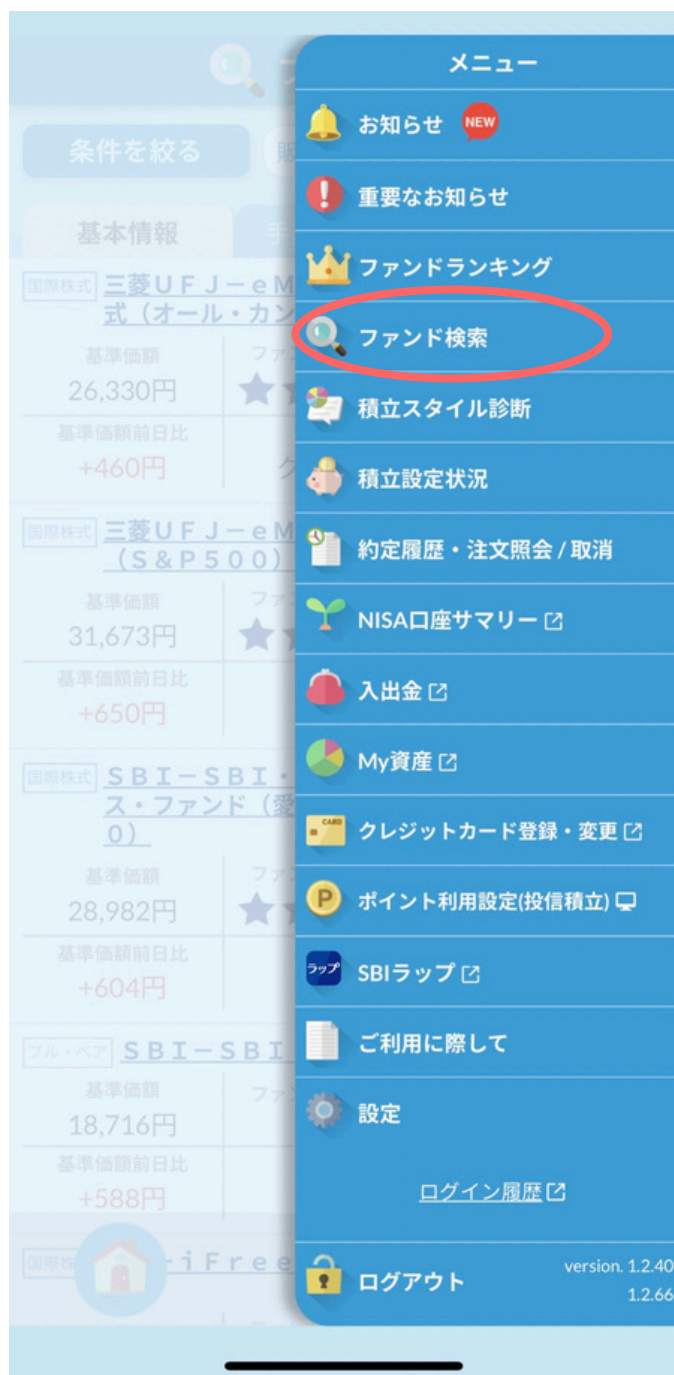 メニュー
お知らせ NEW
重要なお知らせ
ファンドランキング
ファンド検索
積立スタイル診断
積立設定状況
約定履歴・注文照会 / 取消
NISA口座サマリー
入出金
My資産
CARD
クレジットカード登録・変更
P
ポイント利用設定(投信積立)
ラップ
SBIラップ
ご利用に際して
設定
ログイン履歴
ログアウト
version. 1.2.40
1.2.66
条件を絞る
基本情報
国際株式 三菱UFJ－eM
式（オール・カン
基準価額
26,330円
基準価額前日比
+460円
国際株式 三菱UFJ－eM
（S&P500）
基準価額
31,673円
基準価額前日比
+650円
国際株式 SBI－SBI・
ス・ファンド（愛
0）
基準価額
28,982円
基準価額前日比
+604円
ブル・ベア SBI－SBI
基準価額
18,716円
基準価額前日比
+588円
iFree